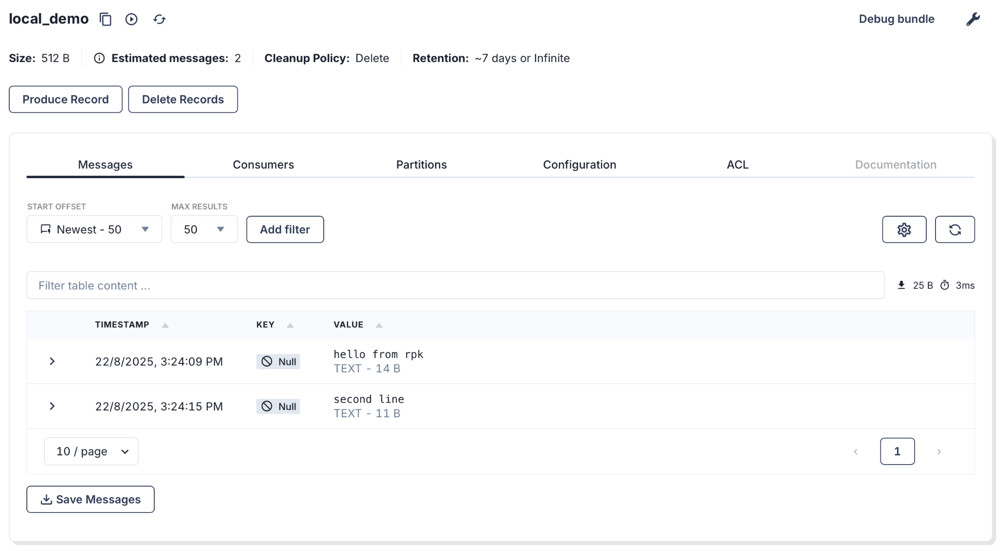 local_demo
Debug bundle
Size: 512 B Estimated messages: 2 Cleanup Policy: Delete Retention: ~7 days or Infinite
Produce Record Delete Records
Messages Consumers Partitions Configuration ACL Documentation
START OFFSET MAX RESULTS
Newest - 50 50 Add filter
Filter table content ... 25 B 3ms
TIMESTAMP KEY VALUE
22/8/2025, 3:24:09 PM Null hello from rpk
TEXT - 14 B
22/8/2025, 3:24:15 PM Null second line
TEXT - 11 B
10 / page 1
Save Messages